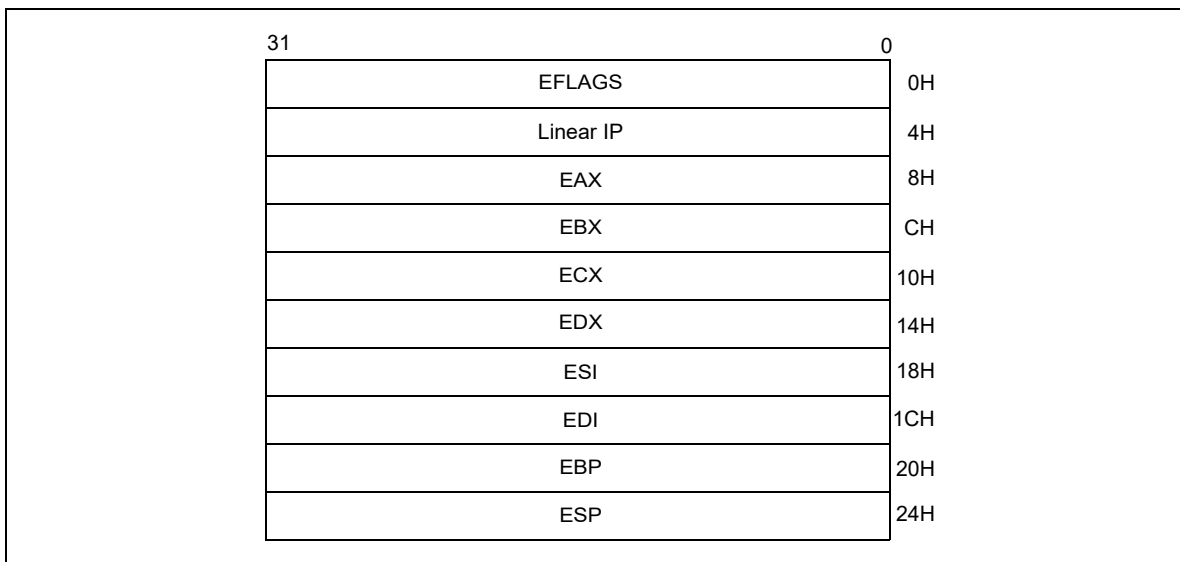 31 0
EFLAGS 0H
Linear IP 4H
EAX 8H
EBX CH
ECX 10H
EDX 14H
ESI 18H
EDI 1CH
EBP 20H
ESP 24H